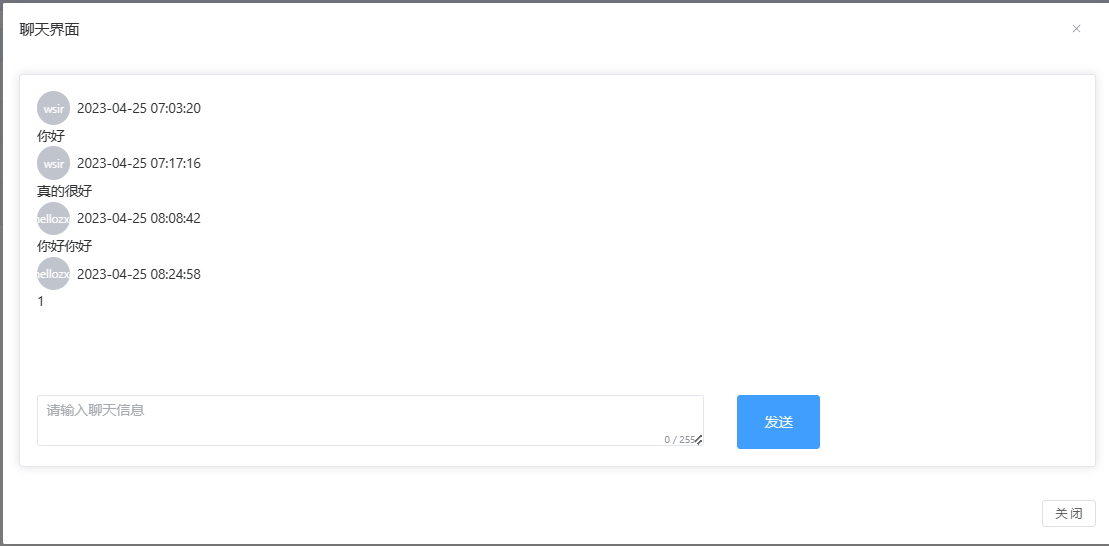 聊天界面
wsir 2023-04-25 07:03:20
你好
wsir 2023-04-25 07:17:16
真的很好
hellozx 2023-04-25 08:08:42
你好你好
hellozx 2023-04-25 08:24:58
1
请输入聊天信息
0 / 255
发送
关 闭